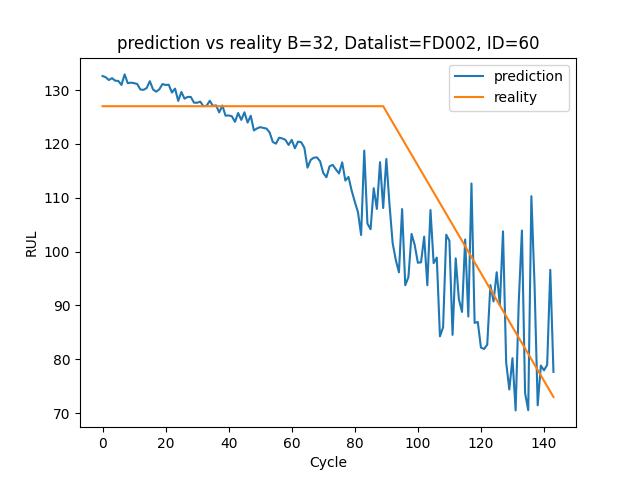 prediction vs reality B=32, Datalist=FD002, ID=60
prediction
reality
130
120
110
100
90
80
70
RUL
0 20 40 60 80 100 120 140
Cycle